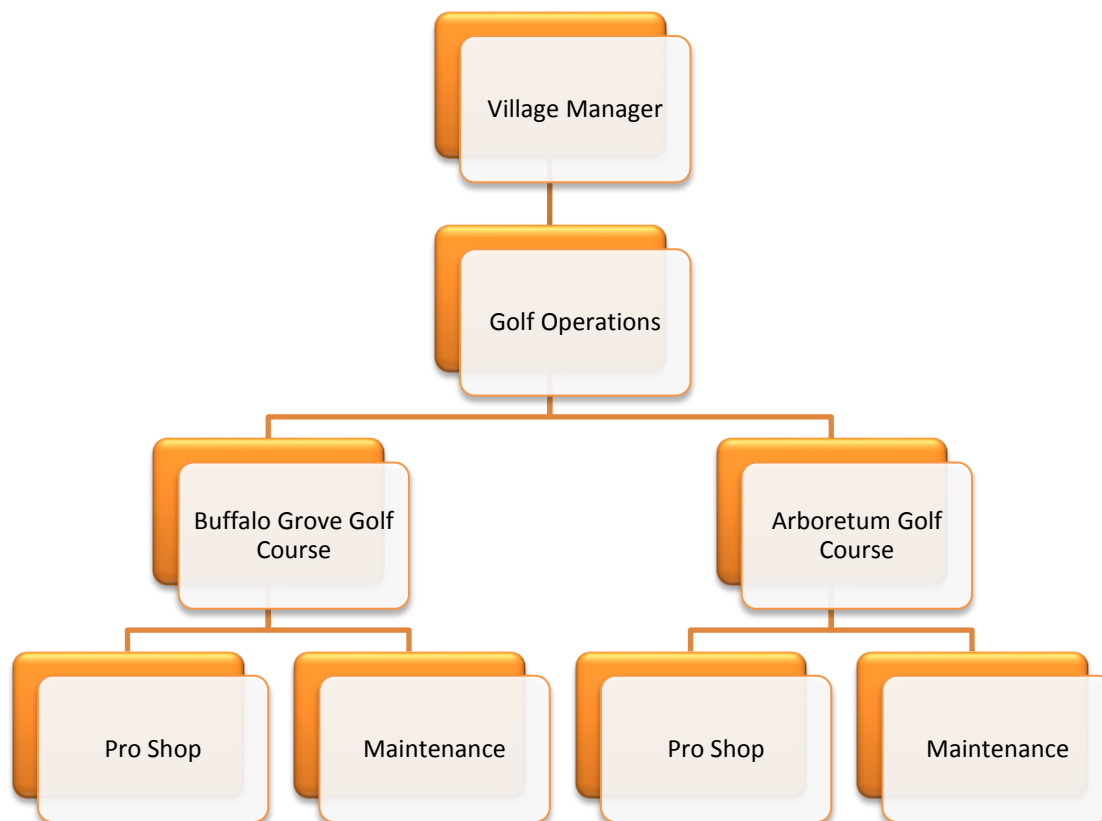 Village Manager
Golf Operations
Buffalo Grove Golf
Course
Arboretum Golf
Course
Pro Shop
Maintenance
Pro Shop
Maintenance